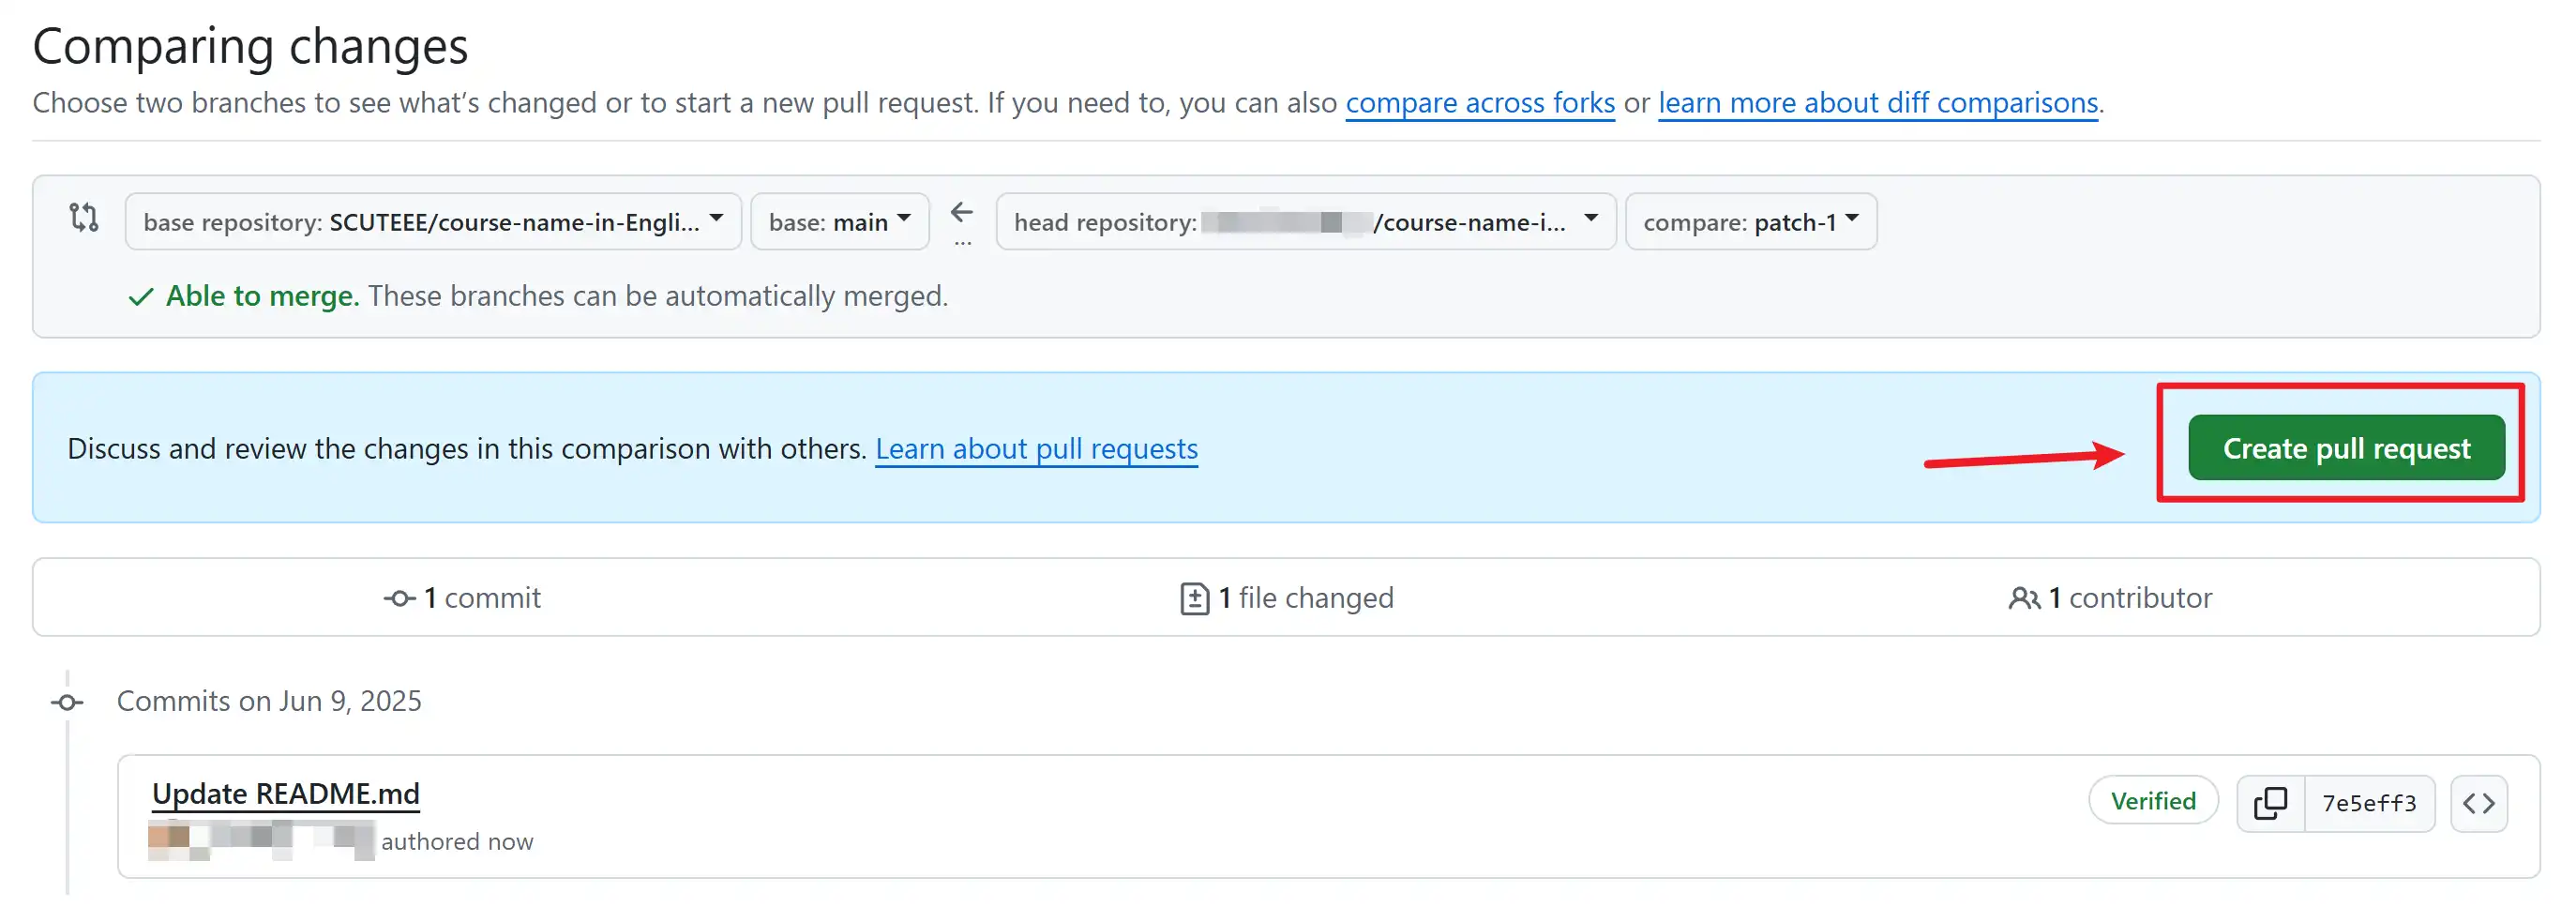 Comparing changes
Choose two branches to see what’s changed or to start a new pull request. If you need to, you can also compare across forks or learn more about diff comparisons.
base repository: SCUTEEE/course-name-in-Engli... base: main ... head repository: /course-name-i... compare: patch-1
Able to merge. These branches can be automatically merged.
Discuss and review the changes in this comparison with others. Learn about pull requests
Create pull request
1 commit
1 file changed
1 contributor
Commits on Jun 9, 2025
Update README.md
Verified
7e5eff3
authored now